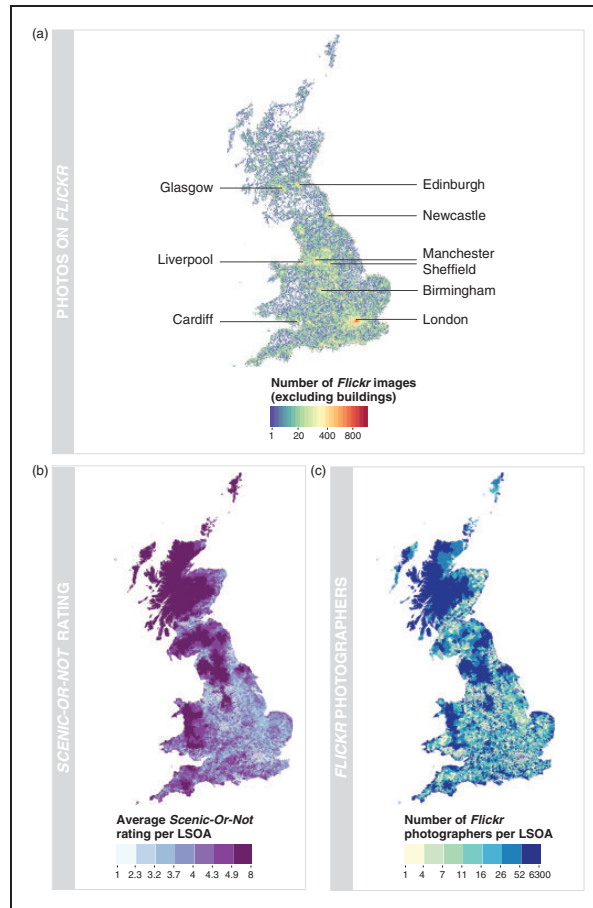 (a)
PHOTOS ON FLICKR
Glasgow
Edinburgh
Newcastle
Liverpool
Manchester
Sheffield
Birmingham
Cardiff
London
Number of Flickr images
(excluding buildings)
1 20 400 800
(b)
SCENIC-OR-NOT RATING
Average Scenic-Or-Not
rating per LSOA
1 2.3 3.2 3.7 4 4.3 4.9 8
(c)
FLICKR PHOTOGRAPHERS
Number of Flickr
photographers per LSOA
1 4 7 11 16 26 52 6300